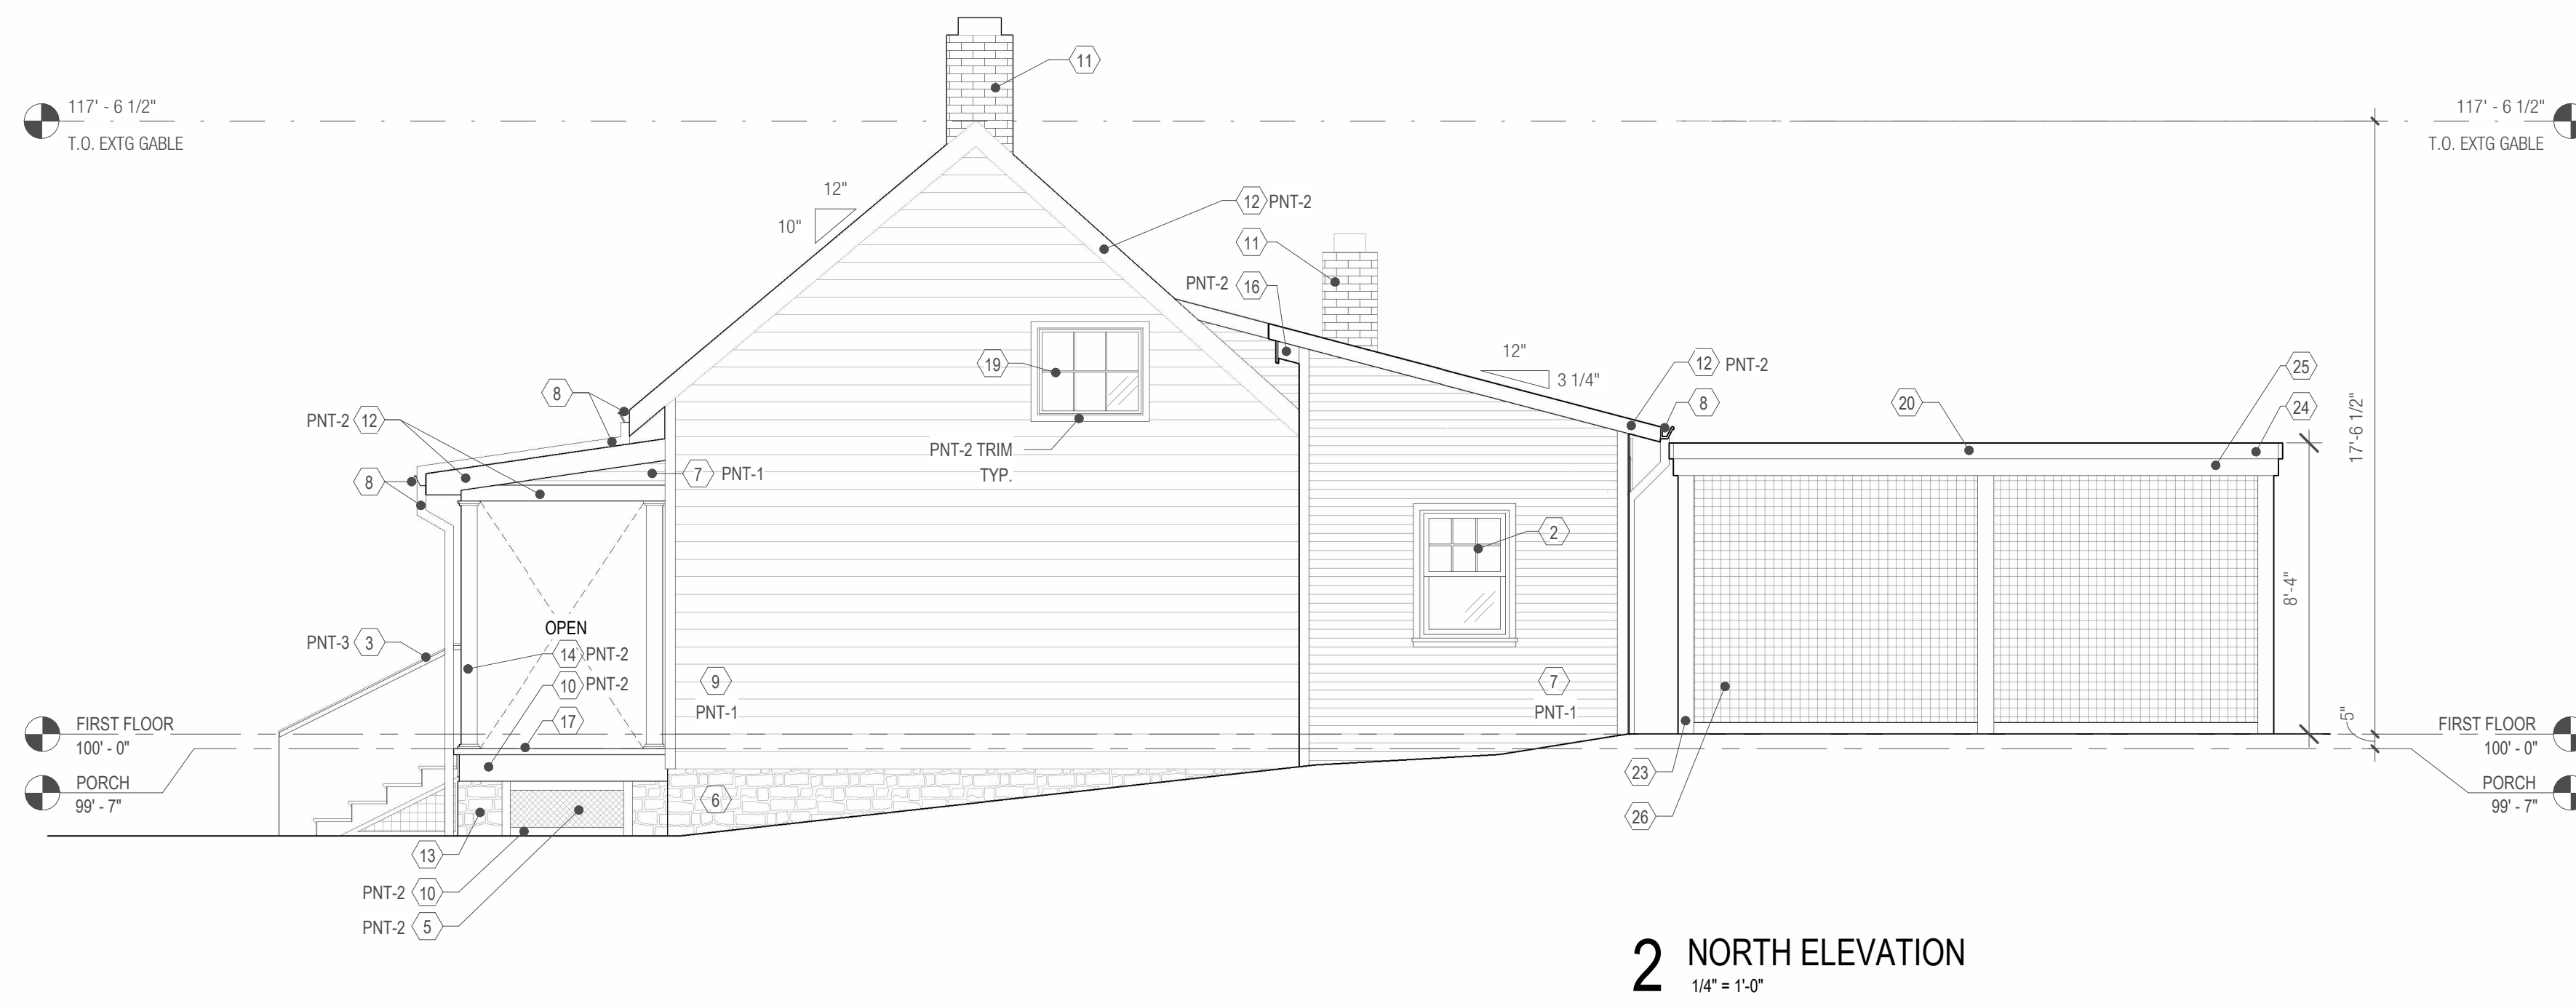 11
117' - 6 1/2"
T.O. EXTG GABLE
117' - 6 1/2"
T.O. EXTG GABLE
12"
10"
12 PNT-2
11
PNT-2 16
12"
3 1/4"
19
12 PNT-2
8
PNT-2 12
8
20
25
24
17'-6 1/2"
PNT-2 TRIM
TYP.
7 PNT-1
8
2
8'-4"
OPEN
PNT-3 3
14 PNT-2
10 PNT-2
9
PNT-1
7
PNT-1
17
5"
FIRST FLOOR
100' - 0"
PORCH
99' - 7"
FIRST FLOOR
100' - 0"
PORCH
99' - 7"
23
26
6
13
PNT-2 10
PNT-2 5
2 NORTH ELEVATION
1/4" = 1'-0"